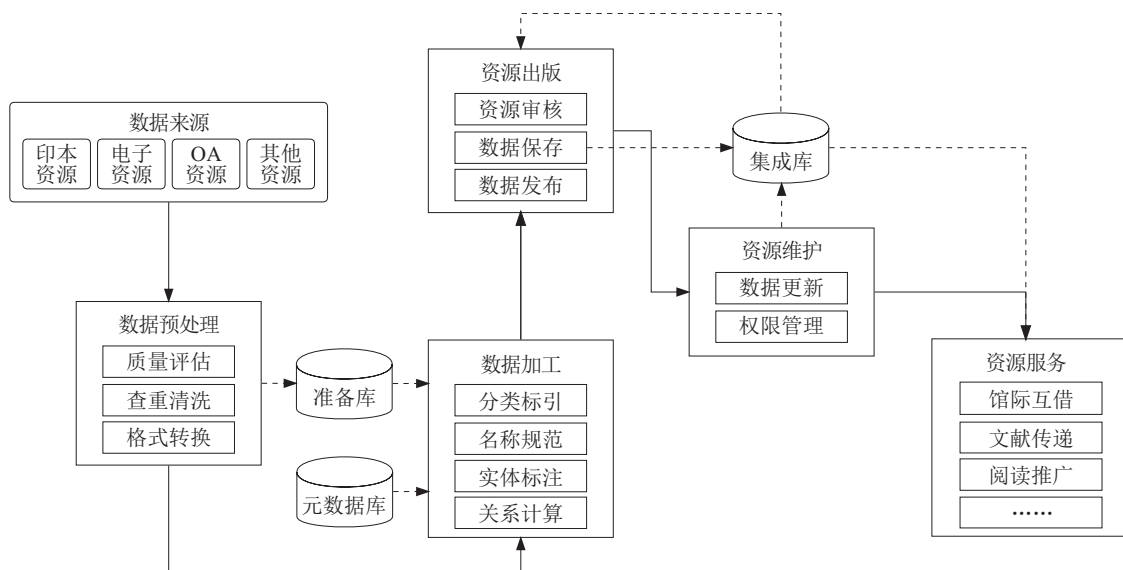 数据来源
印本
资源
电子
资源
OA
资源
其他
资源
数据预处理
质量评估
查重清洗
格式转换
准备库
元数据库
数据加工
分类标引
名称规范
实体标注
关系计算
资源出版
资源审核
数据保存
数据发布
集成库
资源维护
数据更新
权限管理
资源服务
馆际互借
文献传递
阅读推广
……